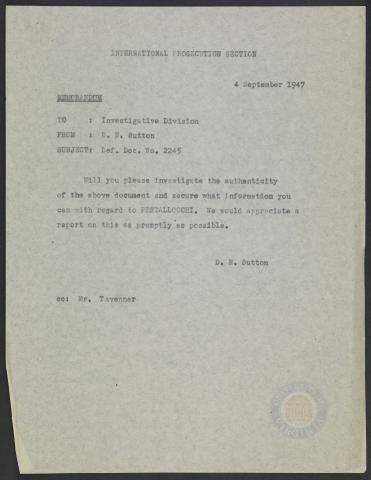 INTERNATIONAL PROSECUTION SECTION
4 September 1947
MEMORANDUM
TO : Investigative Division
FROM : D. N. Sutton
SUBJECT: Def. Doc. No. 2245
Will you please investigate the authenticity
of the above document and secure what information you
can with regard to PESTALLOCCHI. We would appreciate a
report on this as promptly as possible.
D. N. Sutton
cc: Mr. Tavenner